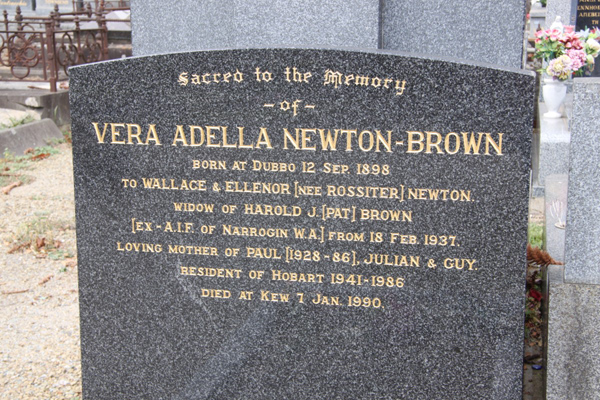 Sacred to the Memory
- of -
VERA ADELLA NEWTON-BROWN
BORN AT DUBBO 12 SEP. 1898
TO WALLACE & ELLENOR [NEE ROSSITER] NEWTON.
WIDOW OF HAROLD J. [PAT] BROWN
[EX-A.I.F. OF NARROGIN W.A.] FROM 18 FEB. 1937.
LOVING MOTHER OF PAUL [1928-86], JULIAN & GUY.
RESIDENT OF HOBART 1941-1986
DIED AT KEW 7 JAN. 1990.